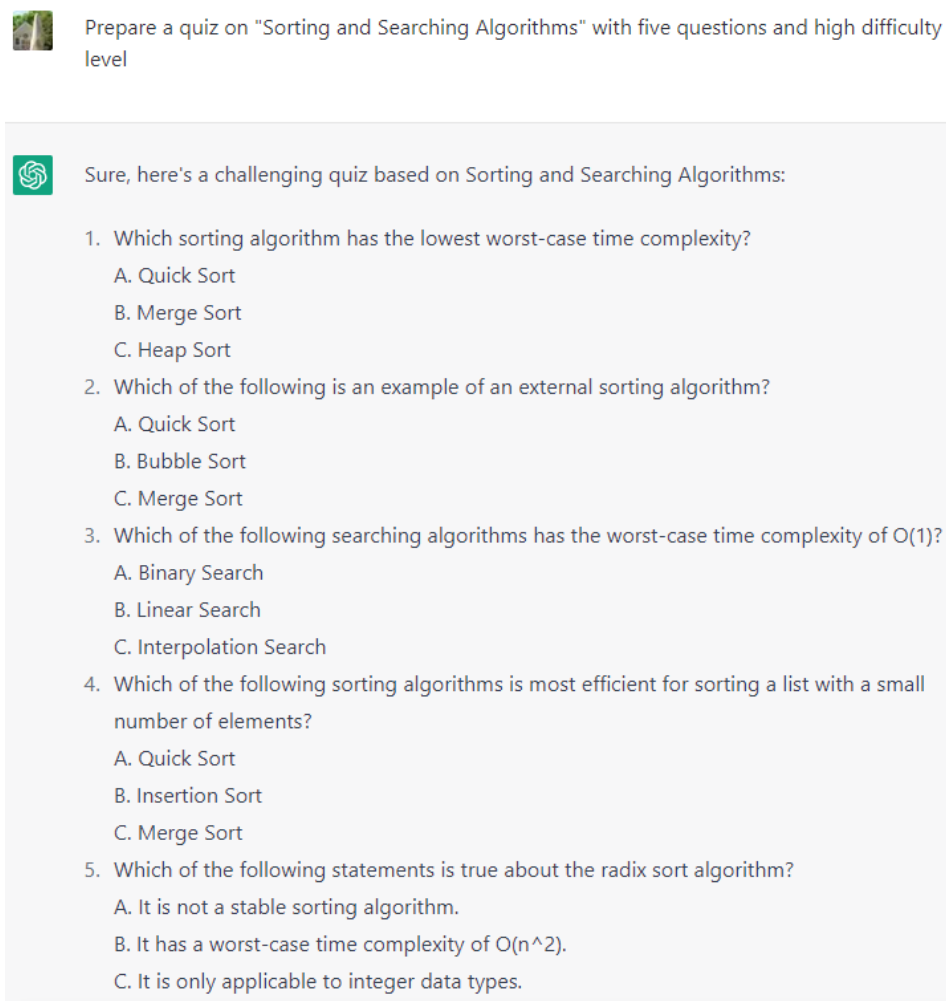 Prepare a quiz on "Sorting and Searching Algorithms" with five questions and high difficulty
level
Sure, here's a challenging quiz based on Sorting and Searching Algorithms:
1. Which sorting algorithm has the lowest worst-case time complexity?
A. Quick Sort
B. Merge Sort
C. Heap Sort
2. Which of the following is an example of an external sorting algorithm?
A. Quick Sort
B. Bubble Sort
C. Merge Sort
3. Which of the following searching algorithms has the worst-case time complexity of O(1)?
A. Binary Search
B. Linear Search
C. Interpolation Search
4. Which of the following sorting algorithms is most efficient for sorting a list with a small
number of elements?
A. Quick Sort
B. Insertion Sort
C. Merge Sort
5. Which of the following statements is true about the radix sort algorithm?
A. It is not a stable sorting algorithm.
B. It has a worst-case time complexity of O(n^2).
C. It is only applicable to integer data types.